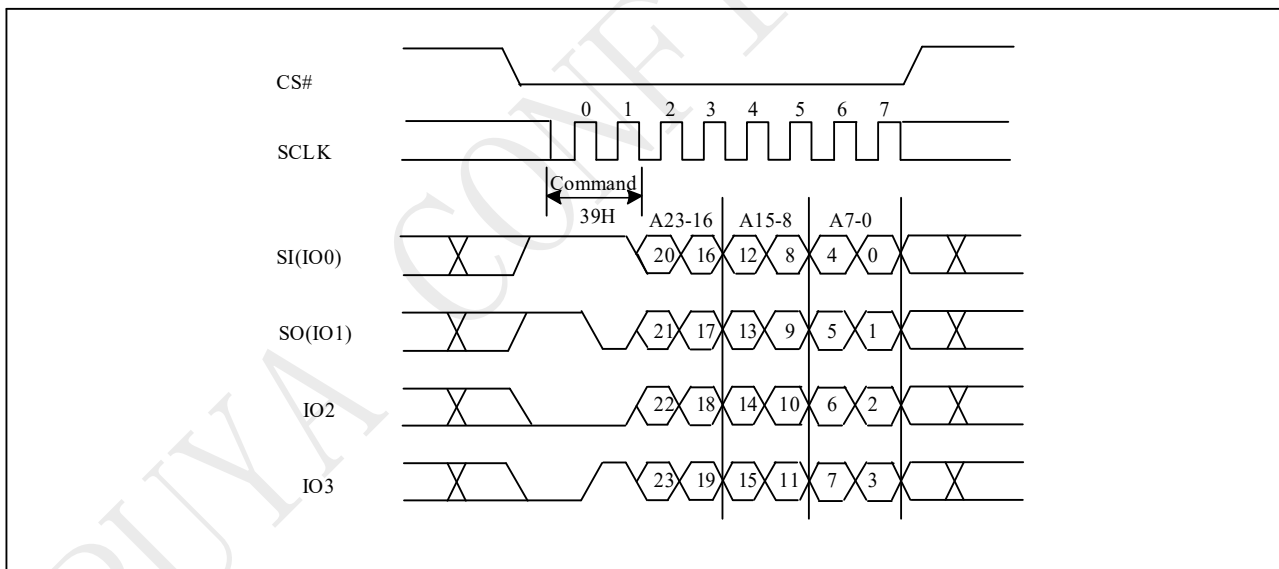 PUYA CONF
CS#
0 1 2 3 4 5 6 7
SCLK
Command
39H
A23-16 A15-8 A7-0
SI(IO0) 20 16 12 8 4 0
SO(IO1) 21 17 13 9 5 1
IO2 22 18 14 10 6 2
IO3 23 19 15 11 7 3